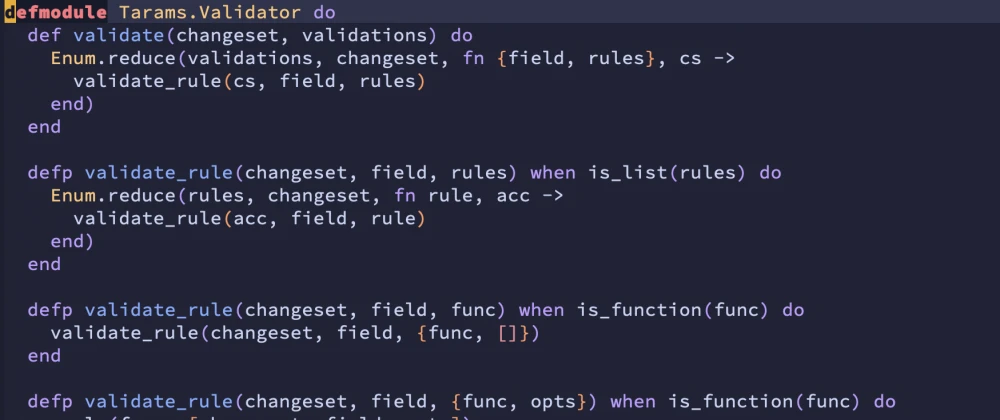 defmodule Tarams.Validator do
  def validate(changeset, validations) do
    Enum.reduce(validations, changeset, fn {field, rules}, cs ->
      validate_rule(cs, field, rules)
    end)
  end

  defp validate_rule(changeset, field, rules) when is_list(rules) do
    Enum.reduce(rules, changeset, fn rule, acc ->
      validate_rule(acc, field, rule)
    end)
  end

  defp validate_rule(changeset, field, func) when is_function(func) do
    validate_rule(changeset, field, {func, []})
  end

  defp validate_rule(changeset, field, {func, opts}) when is_function(func) do